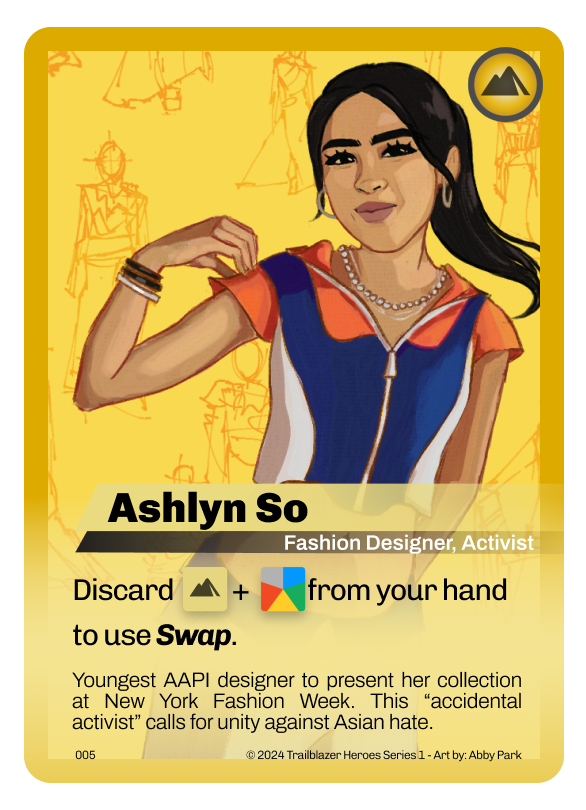 Ashlyn So
Fashion Designer, Activist
Discard + from your hand
to use Swap.
Youngest AAPI designer to present her collection
at New York Fashion Week. This “accidental
activist” calls for unity against Asian hate.
005
© 2024 Trailblazer Heroes Series 1 - Art by: Abby Park